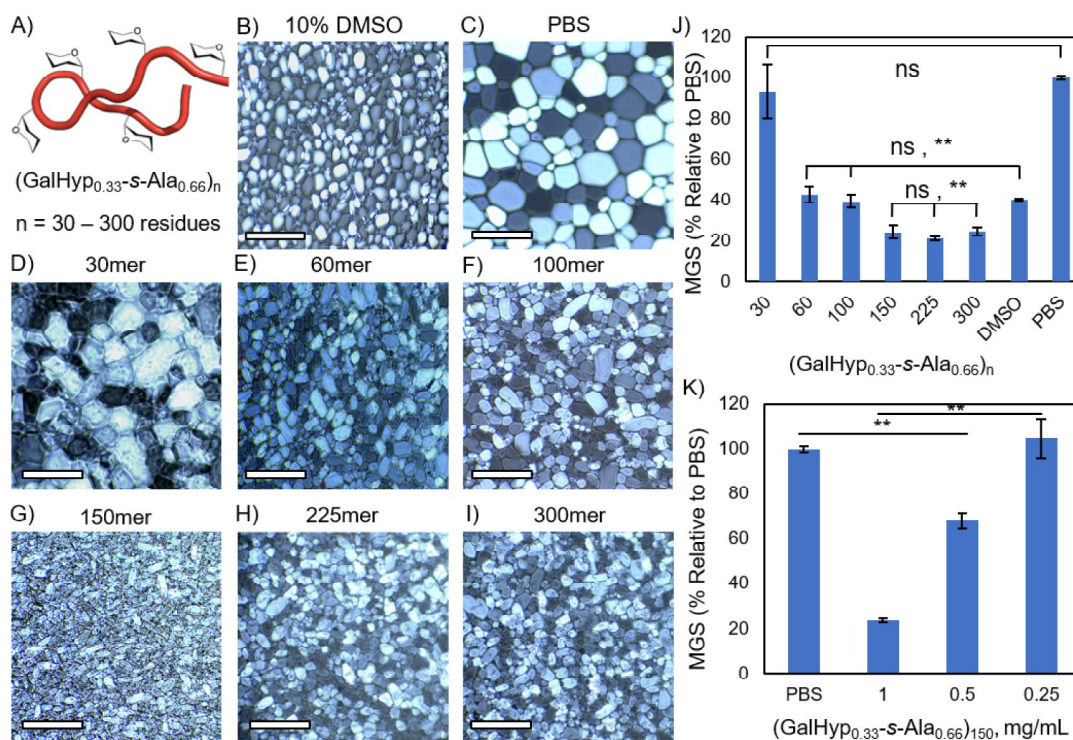 A)
(GalHyp0.33-s-Ala0.66)n
n = 30 – 300 residues
B) 10% DMSO
C) PBS
D) 30mer
E) 60mer
F) 100mer
G) 150mer
H) 225mer
I) 300mer
J)
MGS (% Relative to PBS)
120
100
80
60
40
20
0
ns
ns , **
ns , **
30
60
100
150
225
300
DMSO
PBS
(GalHyp0.33-s-Ala0.66)n
K)
MGS (% Relative to PBS)
120
100
80
60
40
20
0
**
**
PBS
1
0.5
0.25
(GalHyp0.33-s-Ala0.66)150, mg/mL